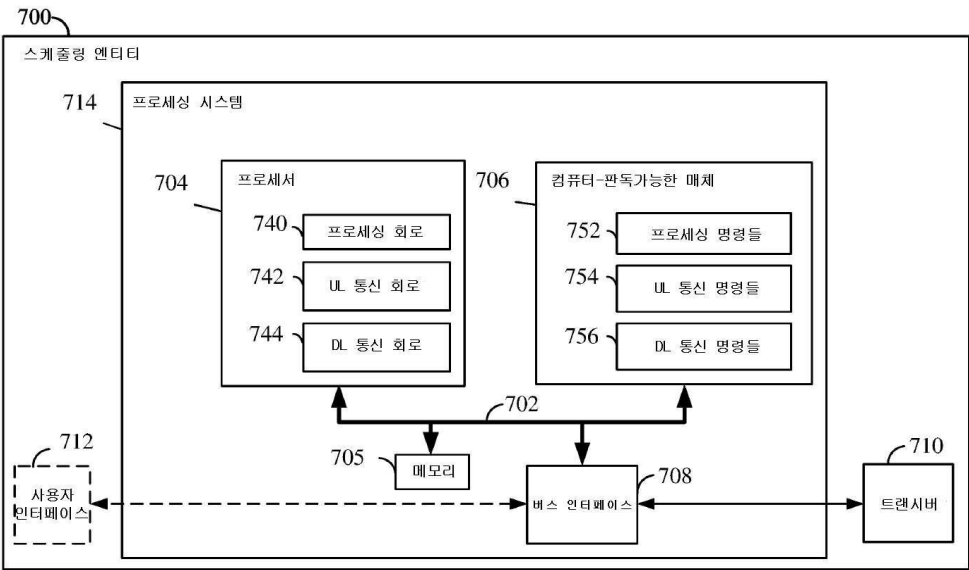 700
스케줄링 엔티티
714
프로세싱 시스템
704
프로세서
706
컴퓨터-판독가능한 매체
740
프로세싱 회로
752
프로세싱 명령들
742
UL 통신 회로
754
UL 통신 명령들
744
DL 통신 회로
756
DL 통신 명령들
702
712
705
메모리
708
710
사용자
인터페이스
버스 인터페이스
트랜시버